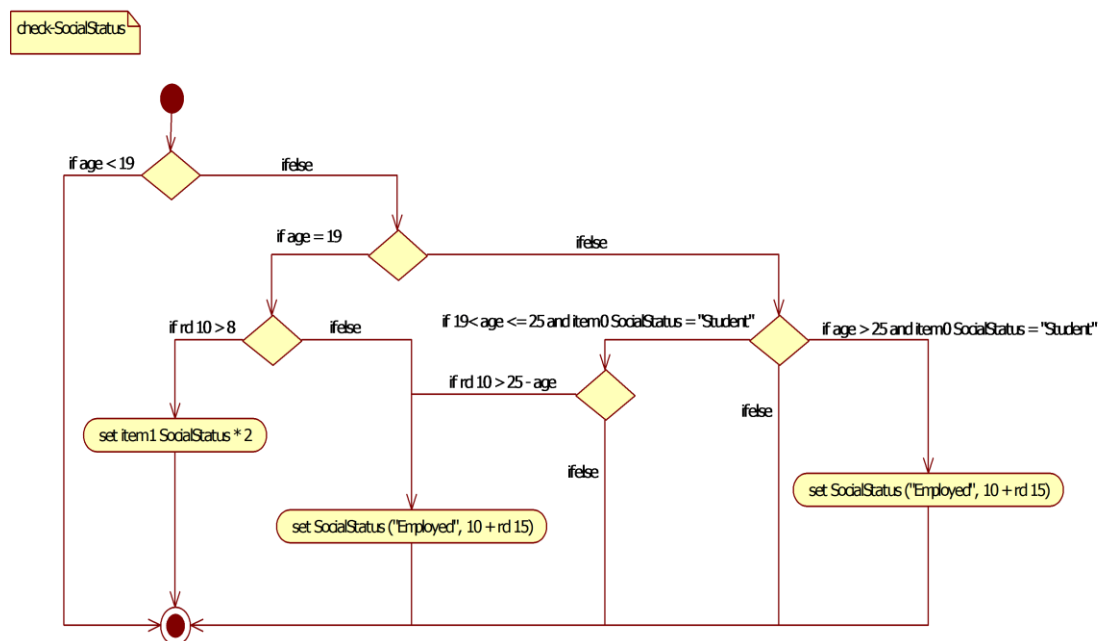 check-SocialStatus
if age < 19
ifelse
if age = 19
ifelse
if rd 10 > 8
ifelse
if 19< age <= 25 and item0 SocialStatus = "Student"
if age > 25 and item0 SocialStatus = "Student"
if rd 10 > 25 - age
ifelse
set item1 SocialStatus * 2
ifelse
set SocialStatus ("Employed", 10 + rd 15)
set SocialStatus ("Employed", 10 + rd 15)